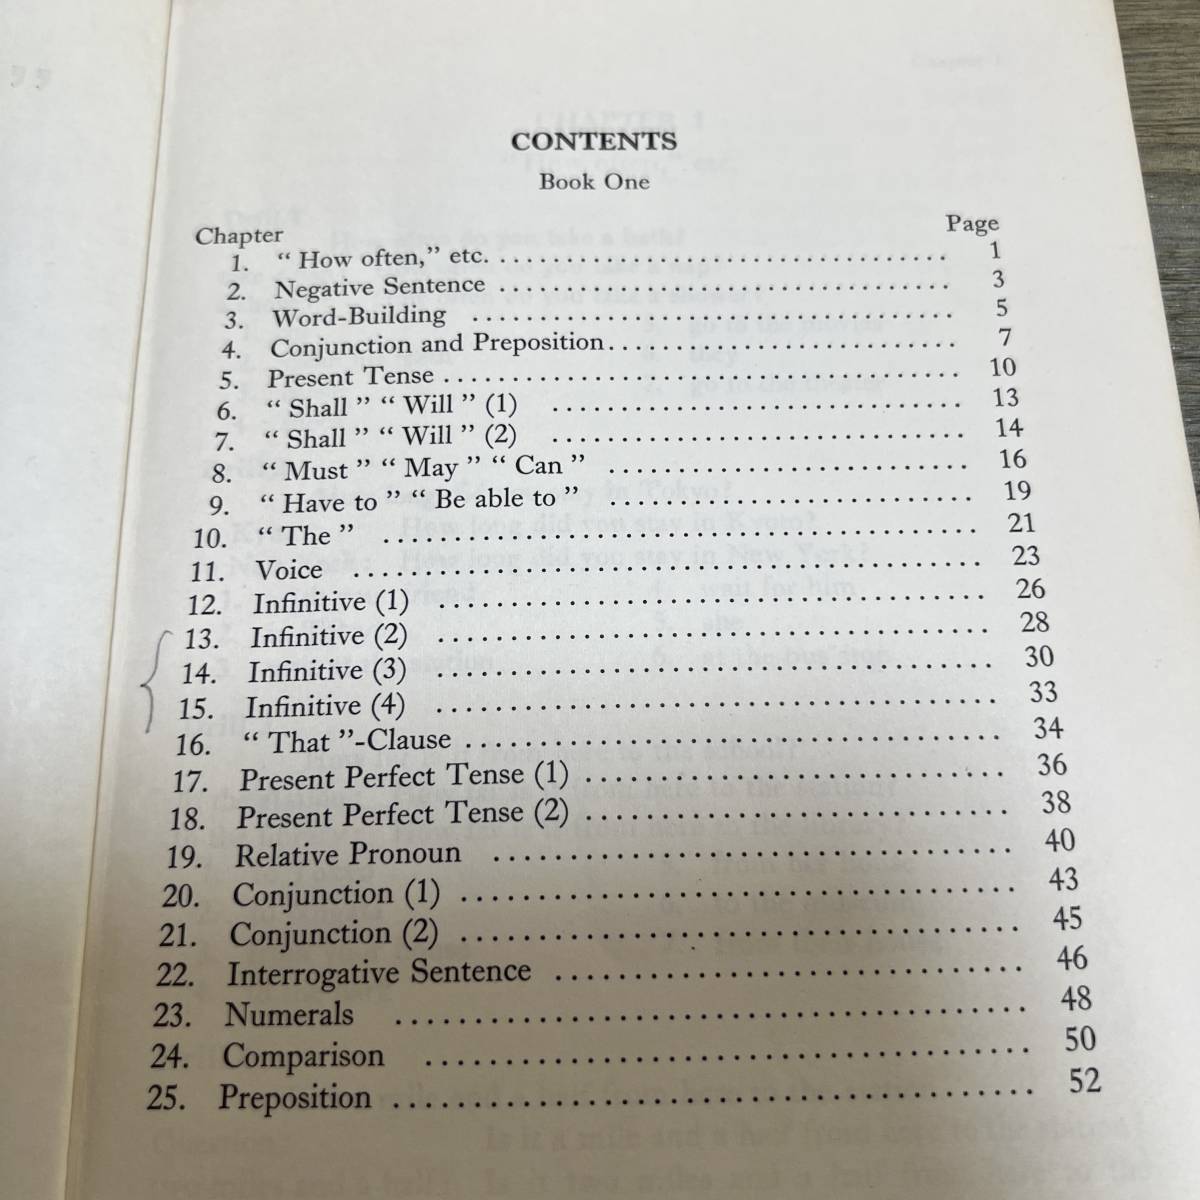 CONTENTS
Book One
Chapter Page
1. “ How often,” etc. .................................. 1
2. Negative Sentence .................................. 3
3. Word-Building .................................. 5
4. Conjunction and Preposition .......................... 7
5. Present Tense .................................. 10
6. “ Shall ” “ Will ” (1) .............................. 13
7. “ Shall ” “ Will ” (2) .............................. 14
8. “ Must ” “ May ” “ Can ” .......................... 16
9. “ Have to ” “ Be able to ” .......................... 19
10. “ The ” .................................. 21
11. Voice .................................. 23
12. Infinitive (1) .................................. 26
13. Infinitive (2) .................................. 28
14. Infinitive (3) .................................. 30
15. Infinitive (4) .................................. 33
16. “ That ”-Clause .................................. 34
17. Present Perfect Tense (1) .......................... 36
18. Present Perfect Tense (2) .......................... 38
19. Relative Pronoun .................................. 40
20. Conjunction (1) .................................. 43
21. Conjunction (2) .................................. 45
22. Interrogative Sentence .............................. 46
23. Numerals .................................. 48
24. Comparison .................................. 50
25. Preposition .................................. 52